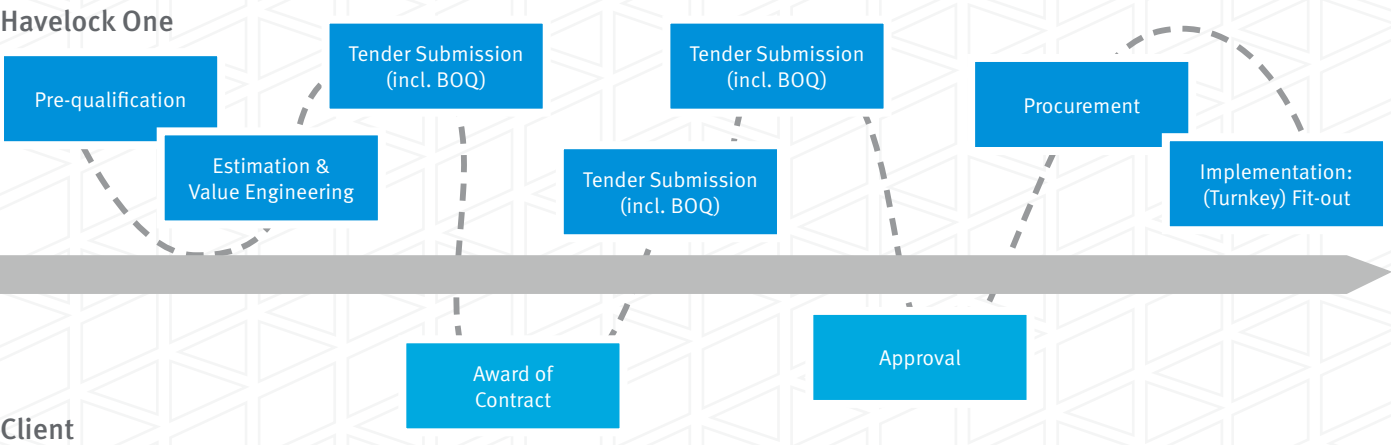 Havelock One
Pre-qualification
Estimation &
Value Engineering
Tender Submission
(incl. BOQ)
Award of
Contract
Tender Submission
(incl. BOQ)
Tender Submission
(incl. BOQ)
Approval
Procurement
Implementation:
(Turnkey) Fit-out
Client